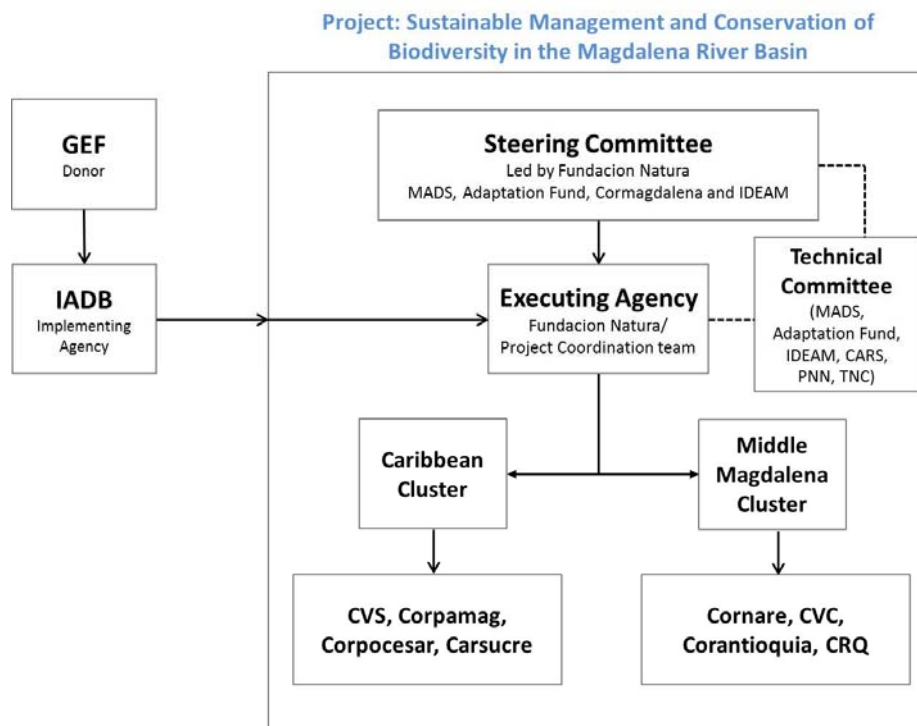 Project: Sustainable Management and Conservation of
Biodiversity in the Magdalena River Basin
GEF
Donor
IADB
Implementing
Agency
Steering Committee
Led by Fundacion Natura
MADS, Adaptation Fund, Cormagdalena and IDEAM
Executing Agency
Fundacion Natura/
Project Coordination team
Technical
Committee
(MADS,
Adaptation Fund,
IDEAM, CARS,
PNN, TNC)
Caribbean
Cluster
Middle
Magdalena
Cluster
CVS, Corpamag,
Corpocesar, Carsucre
Cornare, CVC,
Corantioquia, CRQ